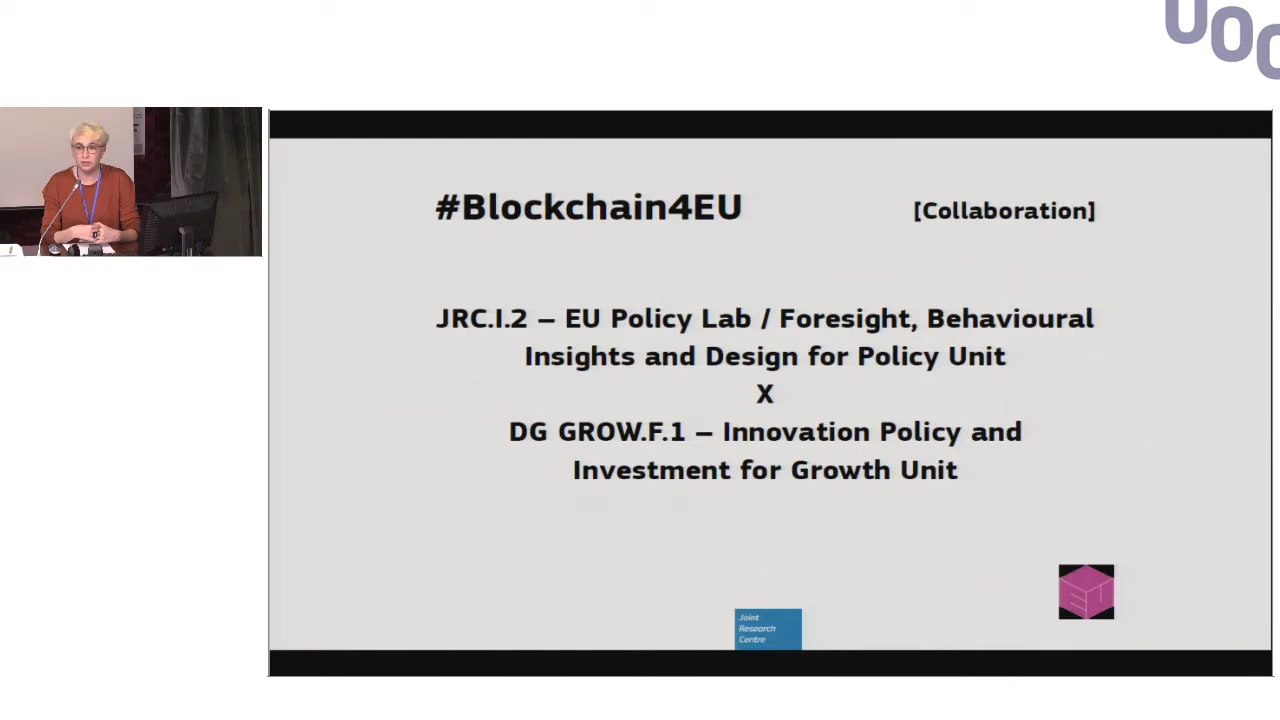 UOC
#Blockchain4EU
[Collaboration]
JRC.I.2 – EU Policy Lab / Foresight, Behavioural
Insights and Design for Policy Unit
X
DG GROW.F.1 – Innovation Policy and
Investment for Growth Unit
EU
Joint
Research
Centre